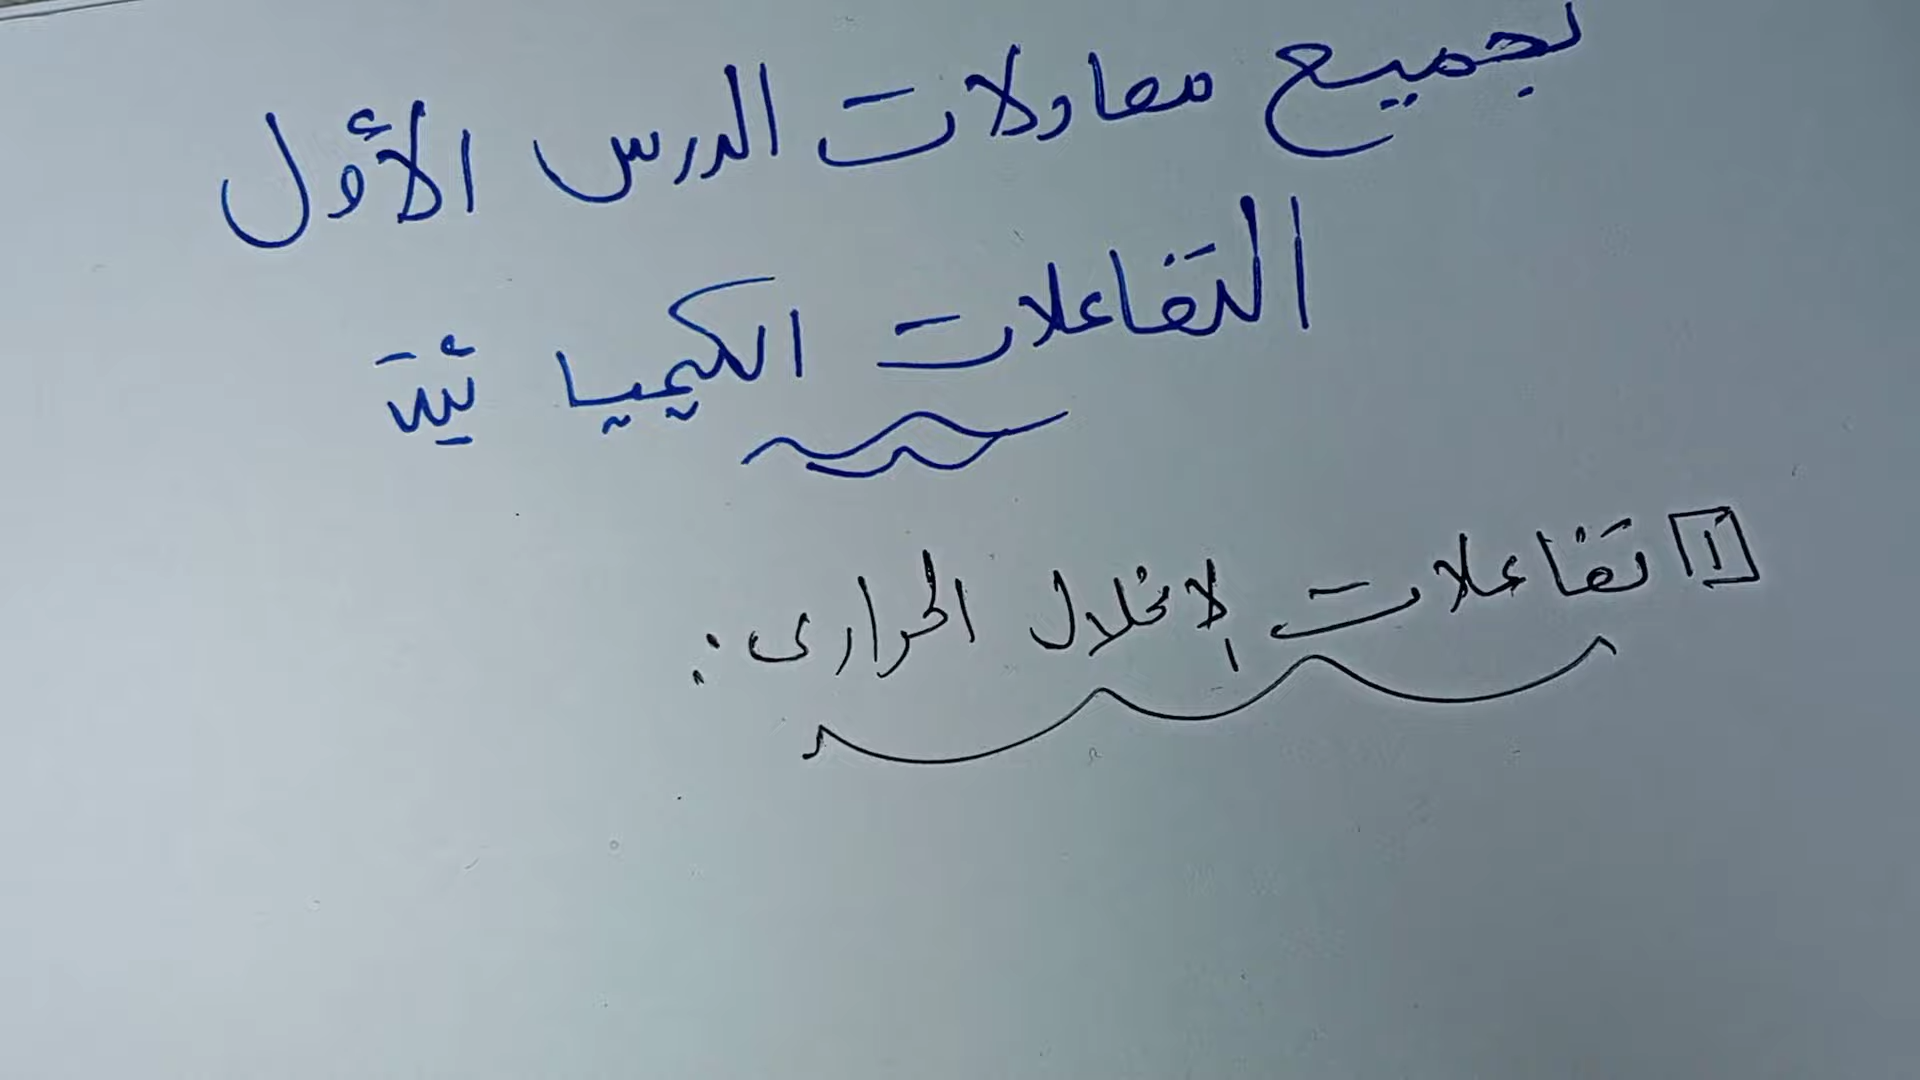 تجميع معادلات الدرس الأول
التفاعلات الكيميائية
1 تفاعلات الانحلال الحرارى :